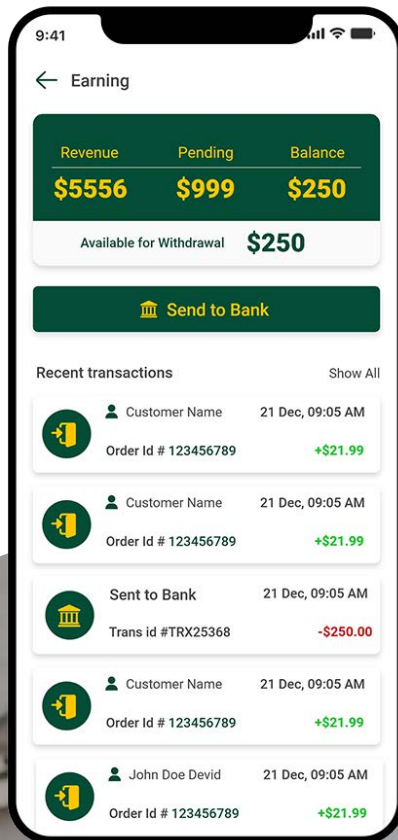 9:41
Earning
Revenue Pending Balance
$5556 $999 $250
Available for Withdrawal $250
Send to Bank
Recent transactions Show All
Customer Name 21 Dec, 09:05 AM
Order Id # 123456789 +$21.99
Customer Name 21 Dec, 09:05 AM
Order Id # 123456789 +$21.99
Sent to Bank 21 Dec, 09:05 AM
Trans id #TRX25368 -$250.00
Customer Name 21 Dec, 09:05 AM
Order Id # 123456789 +$21.99
John Doe Devid 21 Dec, 09:05 AM
Order Id # 123456789 +$21.99